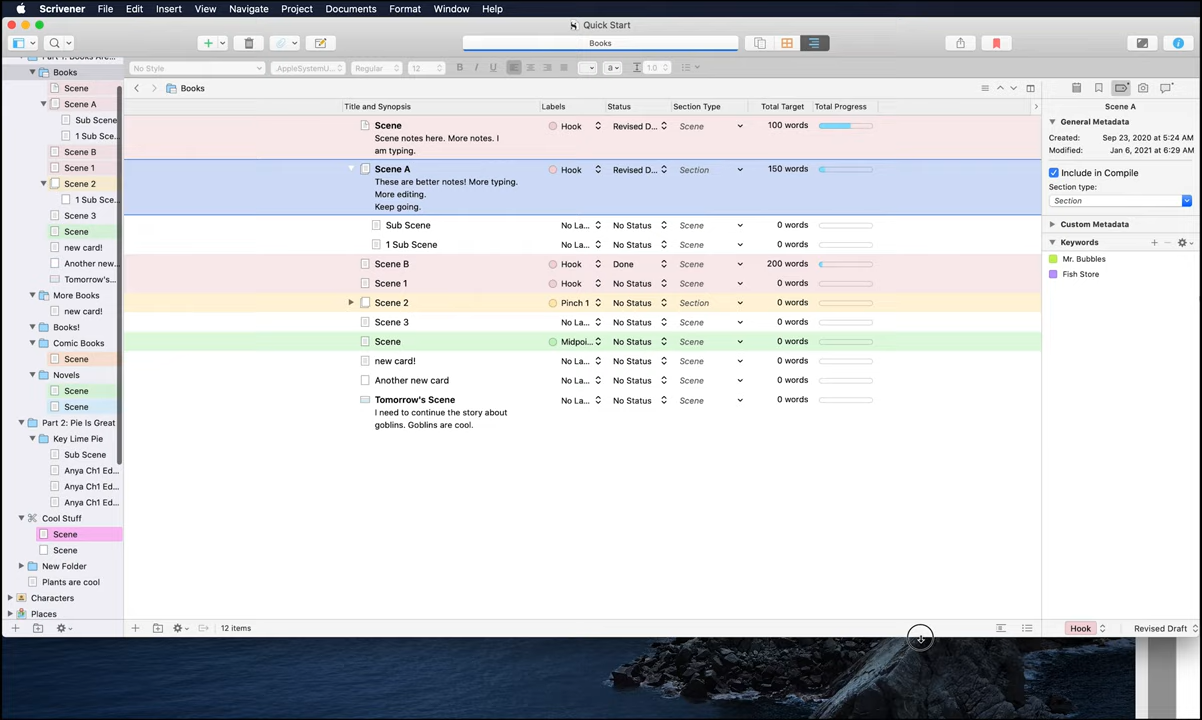 Scrivener File Edit Insert View Navigate Project Documents Format Window Help
Quick Start
Books
No Style AppleSystemU... Regular 12 B I U a 1.0
Books
Scene
Scene A
Sub Scene
1 Sub Sce...
Scene B
Scene 1
Scene 2
1 Sub Sce...
Scene 3
Scene
new card!
Another new...
Tomorrow's...
More Books
new card!
Books!
Comic Books
Scene
Novels
Scene
Scene
Part 2: Pie Is Great
Key Lime Pie
Sub Scene
Anya Ch1 Ed...
Anya Ch1 Ed...
Anya Ch1 Ed...
Cool Stuff
Scene
Scene
New Folder
Plants are cool
Characters
Places
Books
Title and Synopsis Labels Status Section Type Total Target Total Progress
Scene Hook Revised D... Scene 100 words
Scene notes here. More notes. I
am typing.
Scene A Hook Revised D... Section 150 words
These are better notes! More typing.
More editing.
Keep going.
Sub Scene No La... No Status Scene 0 words
1 Sub Scene No La... No Status Scene 0 words
Scene B Hook Done Scene 200 words
Scene 1 Hook No Status Scene 0 words
Scene 2 Pinch 1 No Status Section 0 words
Scene 3 No La... No Status Scene 0 words
Scene Midpoi... No Status Scene 0 words
new card! No La... No Status Scene 0 words
Another new card No La... No Status Scene 0 words
Tomorrow's Scene No La... No Status Scene 0 words
I need to continue the story about
goblins. Goblins are cool.
12 items
Scene A
General Metadata
Created: Sep 23, 2020 at 5:24 AM
Modified: Jan 6, 2021 at 6:29 AM
Include in Compile
Section type:
Section
Custom Metadata
Keywords
Mr. Bubbles
Fish Store
Hook Revised Draft